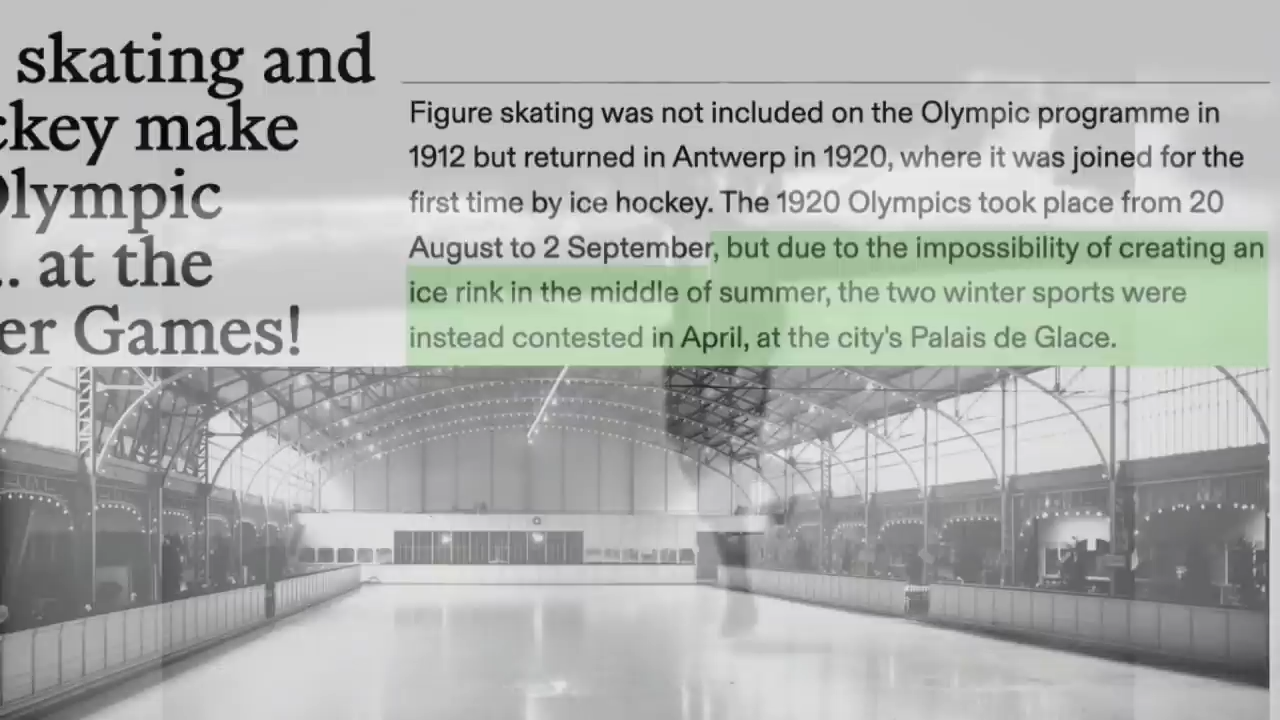 skating and
ckey make
Olympic
.. at the
er Games!
Figure skating was not included on the Olympic programme in
1912 but returned in Antwerp in 1920, where it was joined for the
first time by ice hockey. The 1920 Olympics took place from 20
August to 2 September, but due to the impossibility of creating an
ice rink in the middle of summer, the two winter sports were
instead contested in April, at the city's Palais de Glace.